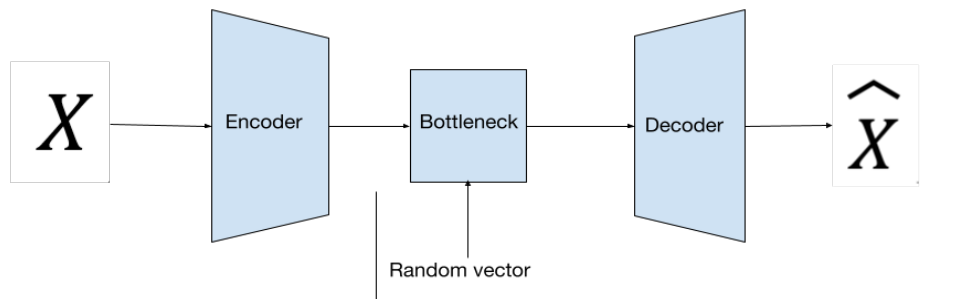 X
Encoder
Bottleneck
Decoder
X̂
Random vector